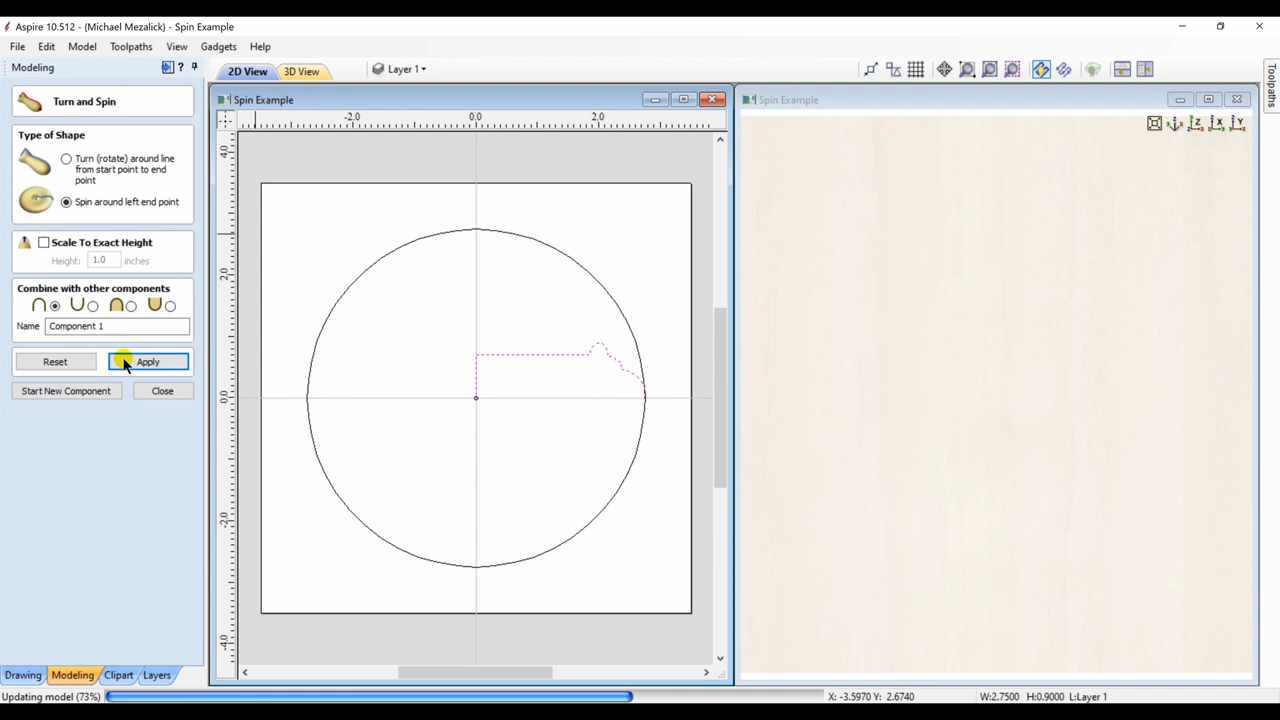 Aspire 10.512 - {Michael Mezalick} - Spin Example
File Edit Model Toolpaths View Gadgets Help
Modeling ?
2D View 3D View Layer 1
Toolpaths
Turn and Spin
Type of Shape
Turn (rotate) around line
from start point to end
point
Spin around left end point
Scale To Exact Height
Height: 1.0 inches
Combine with other components
Name Component 1
Reset Apply
Start New Component Close
Spin Example
-2.0 0.0 2.0
4.0
2.0
0.0
-2.0
-4.0
Spin Example
Z X Y
Drawing Modeling Clipart Layers
Updating model (73%) X: -3.5970 Y: 2.6740 W:2.7500 H:0.9000 L:Layer 1